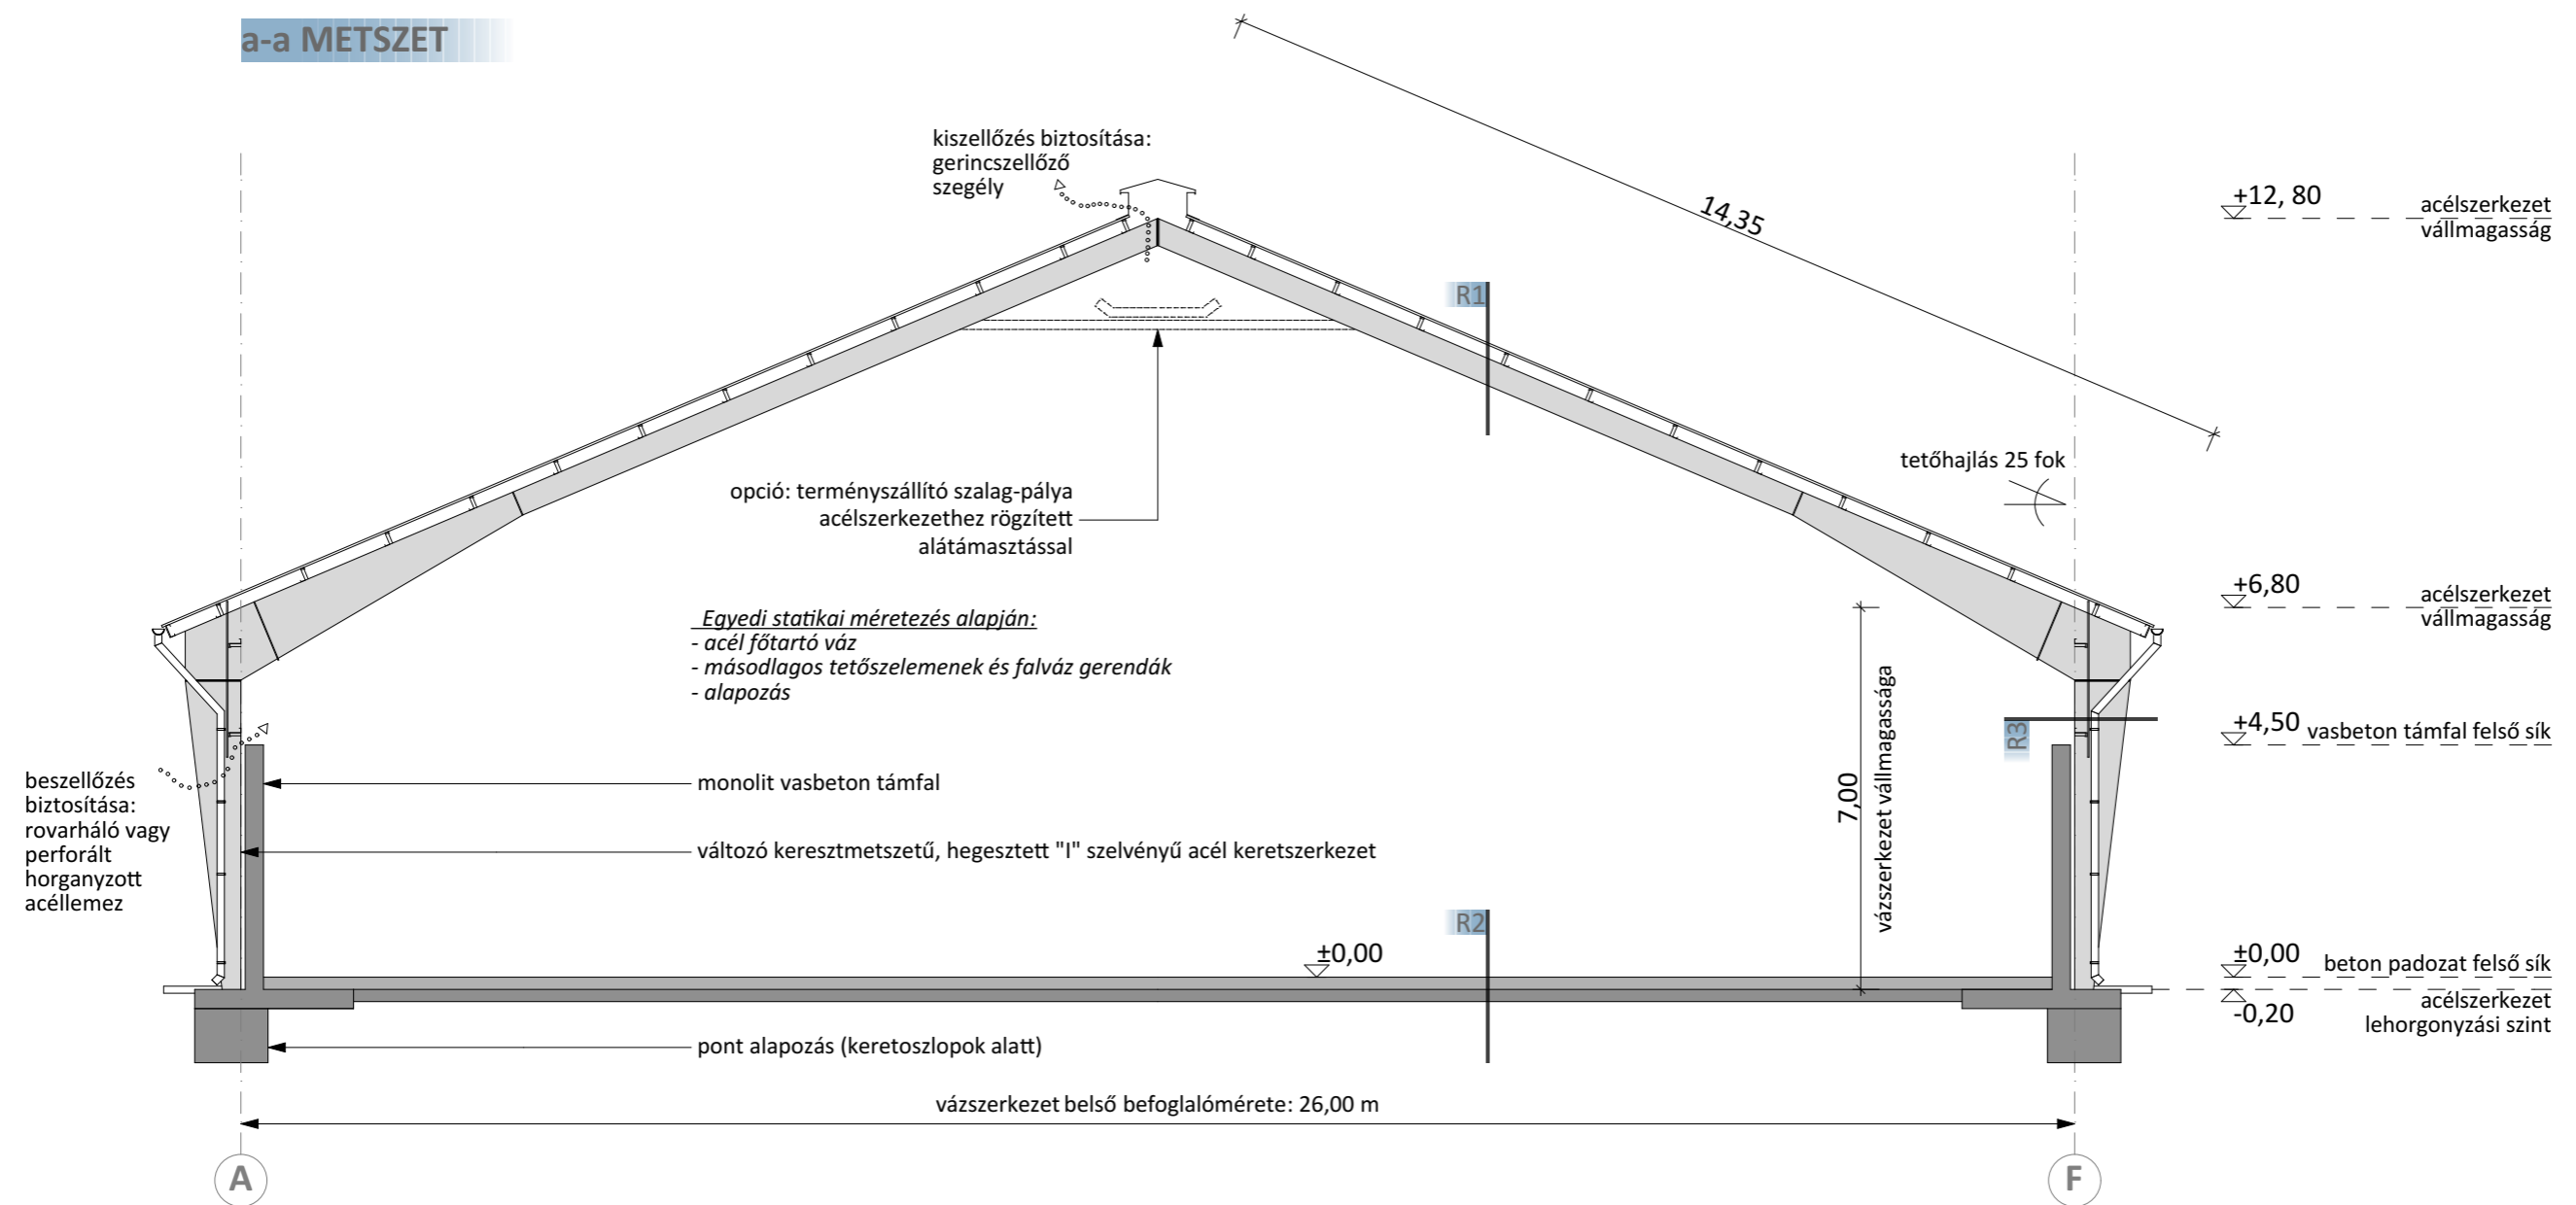 a-a METSZET
kiszellőzés biztosítása:
gerincszellőző
szegély
14,35
+12, 80
acélszerkezet
vállmagasság
R1
tetőhajlás 25 fok
opció: terményszállító szalag-pálya
acélszerkezethez rögzített
alátámasztással
+6,80
acélszerkezet
vállmagasság
Egyedi statikai méretezés alapján:
- acél főtartó váz
- másodlagos tetőszelemenek és falváz gerendák
- alapozás
7,00
vázszerkezet vállmagassága
R3
+4,50
vasbeton támfal felső sík
beszellőzés
biztosítása:
rovarháló vagy
perforált
horganyzott
acéllemez
monolit vasbeton támfal
változó keresztmetszetű, hegesztett "I" szelvényű acél keretszerkezet
R2
±0,00
±0,00
beton padozat felső sík
-0,20
acélszerkezet
lehorgonyzási szint
pont alapozás (keretoszlopok alatt)
vázszerkezet belső befoglalómérete: 26,00 m
A
F